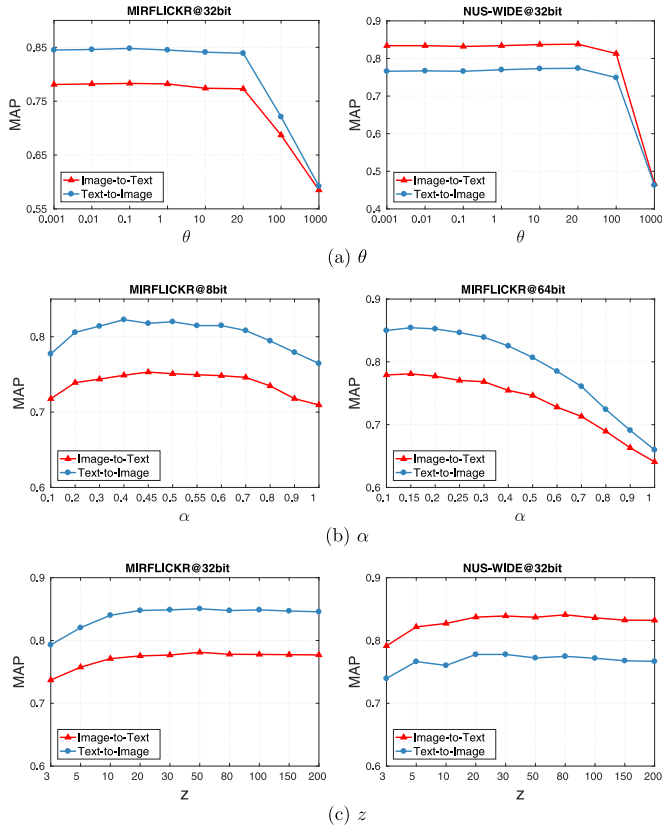 MIRFLICKR@32bit
MAP
0.85
0.75
0.65
0.55
Image-to-Text
Text-to-Image
0.001 0.01 0.1 1 10 20 100 1000
θ
NUS-WIDE@32bit
MAP
0.9
0.8
0.7
0.6
0.5
0.4
Image-to-Text
Text-to-Image
0.001 0.01 0.1 1 10 20 100 1000
θ
(a) θ
MIRFLICKR@8bit
MAP
0.8
0.7
0.6
Image-to-Text
Text-to-Image
0.1 0.2 0.3 0.4 0.45 0.5 0.55 0.6 0.7 0.8 0.9 1
α
MIRFLICKR@64bit
MAP
0.9
0.8
0.7
0.6
Image-to-Text
Text-to-Image
0.1 0.15 0.2 0.25 0.3 0.4 0.5 0.6 0.7 0.8 0.9 1
α
(b) α
MIRFLICKR@32bit
MAP
0.9
0.8
0.7
0.6
Image-to-Text
Text-to-Image
3 5 10 20 30 50 80 100 150 200
z
NUS-WIDE@32bit
MAP
0.9
0.8
0.7
0.6
Image-to-Text
Text-to-Image
3 5 10 20 30 50 80 100 150 200
z
(c) z